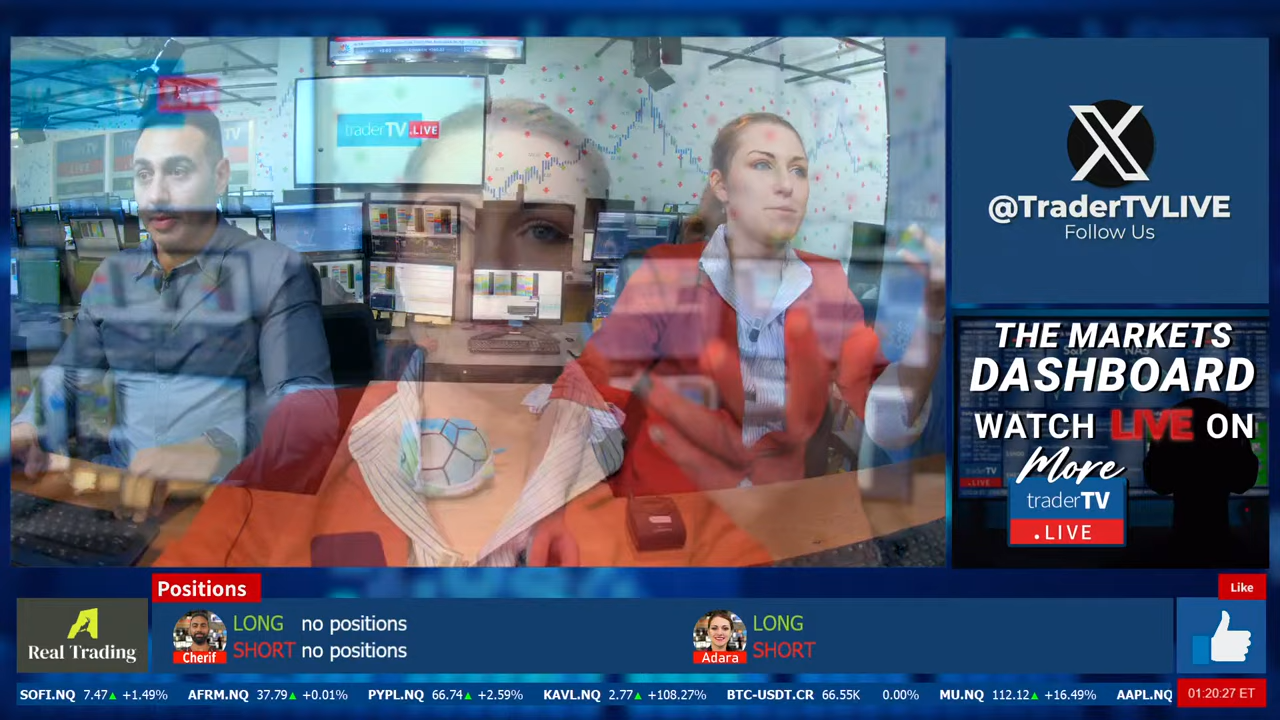 traderTV.LIVE
@TraderTVLIVE
Follow Us
THE MARKETS
DASHBOARD
WATCH LIVE ON
More
traderTV
.LIVE
Positions
Like
Real Trading
Cherif
LONG no positions
SHORT no positions
Adara
LONG
SHORT
SOFI.NQ 7.47▲ +1.49% AFRM.NQ 37.79▲ +0.01% PYPL.NQ 66.74▲ +2.59% KAVL.NQ 2.77▲ +108.27% BTC-USDT.CR 66.55K 0.00% MU.NQ 112.12▲ +16.49% AAPL.NQ
01:20:27 ET